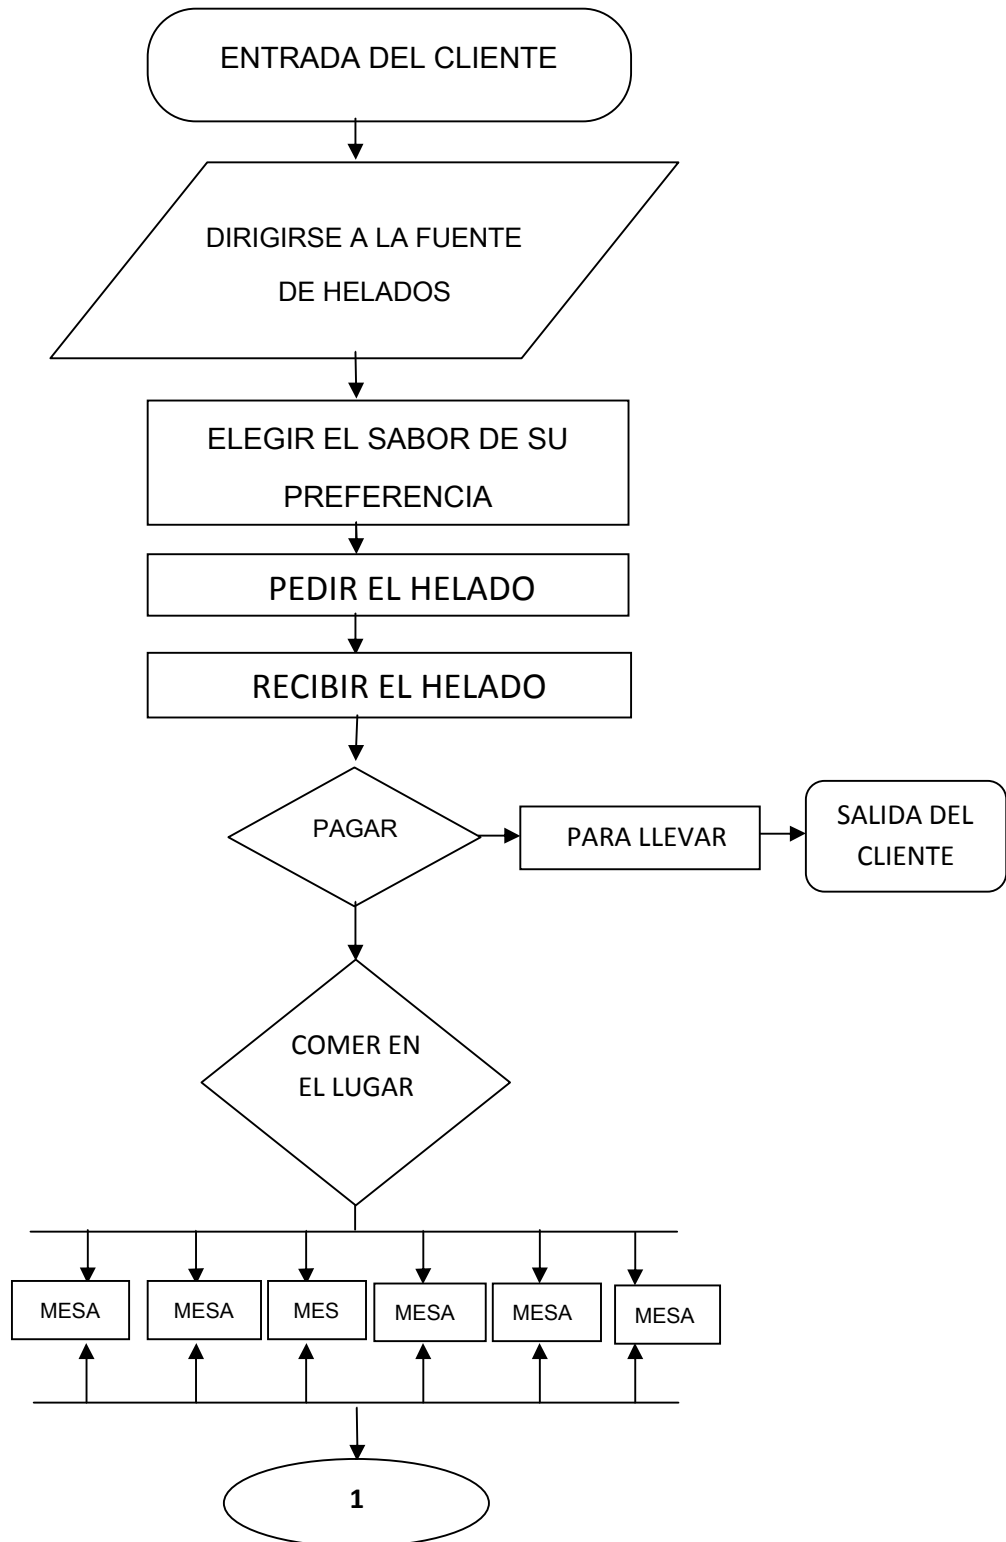 ENTRADA DEL CLIENTE
DIRIGIRSE A LA FUENTE
DE HELADOS
ELEGIR EL SABOR DE SU
PREFERENCIA
PEDIR EL HELADO
RECIBIR EL HELADO
PAGAR
PARA LLEVAR
SALIDA DEL
CLIENTE
COMER EN
EL LUGAR
MESA
MESA
MES
MESA
MESA
MESA
1